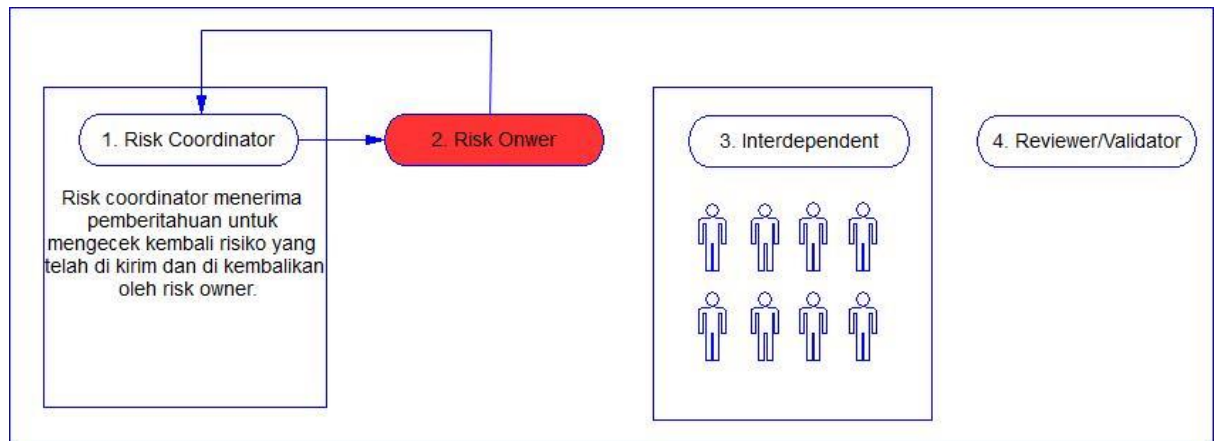 1. Risk Coordinator
2. Risk Onwer
3. Interdependent
4. Reviewer/Validator
Risk coordinator menerima
pemberitahuan untuk
mengecek kembali risiko yang
telah di kirim dan di kembalikan
oleh risk owner.